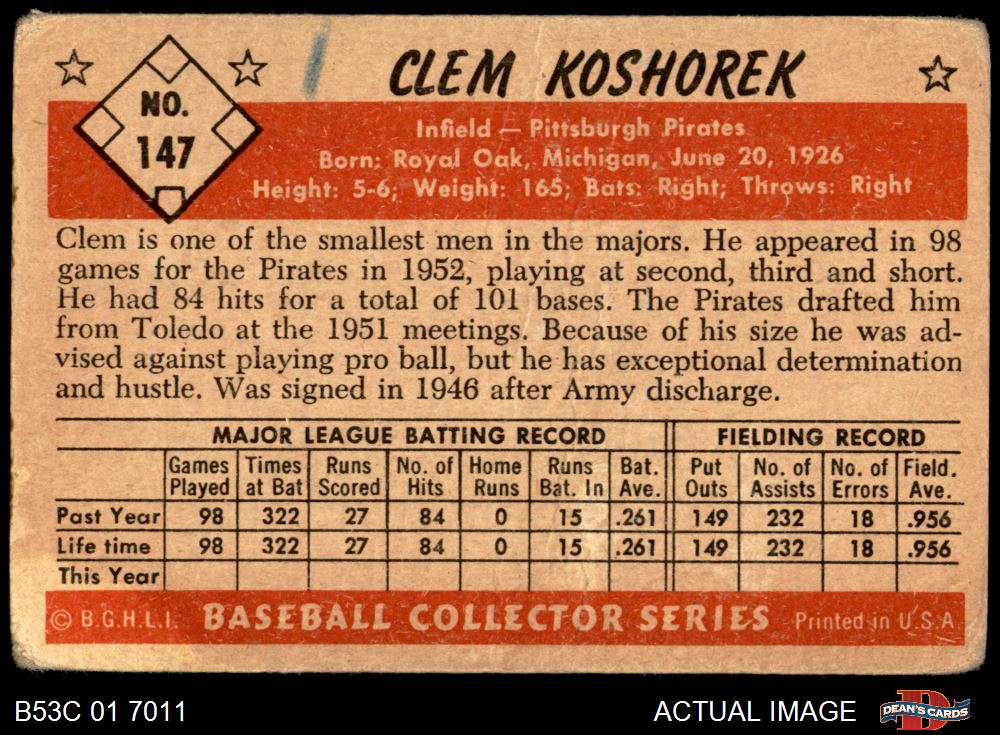 CLEM KOSHOREK
NO.
147
Infield — Pittsburgh Pirates
Born: Royal Oak, Michigan, June 20, 1926
Height: 5-6; Weight: 165; Bats: Right; Throws: Right
Clem is one of the smallest men in the majors. He appeared in 98
games for the Pirates in 1952, playing at second, third and short.
He had 84 hits for a total of 101 bases. The Pirates drafted him
from Toledo at the 1951 meetings. Because of his size he was ad-
vised against playing pro ball, but he has exceptional determination
and hustle. Was signed in 1946 after Army discharge.
MAJOR LEAGUE BATTING RECORD FIELDING RECORD
Games Times Runs No. of Home Runs Bat. Put No. of No. of Field.
Played at Bat Scored Hits Runs Bat. In Ave. Outs Assists Errors Ave.
Past Year 98 322 27 84 0 15 .261 149 232 18 .956
Life time 98 322 27 84 0 15 .261 149 232 18 .956
This Year
© B.G.H.L.I. BASEBALL COLLECTOR SERIES Printed in U.S.A.
B53C 01 7011 ACTUAL IMAGE DEAN'S CARDS